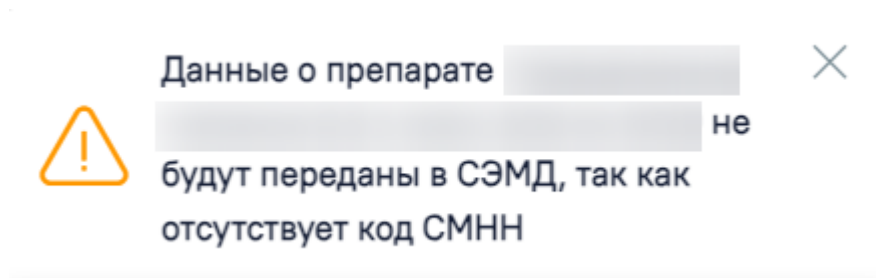 Данные о препарате
не
будут переданы в СЭМД, так как
отсутствует код СМНН